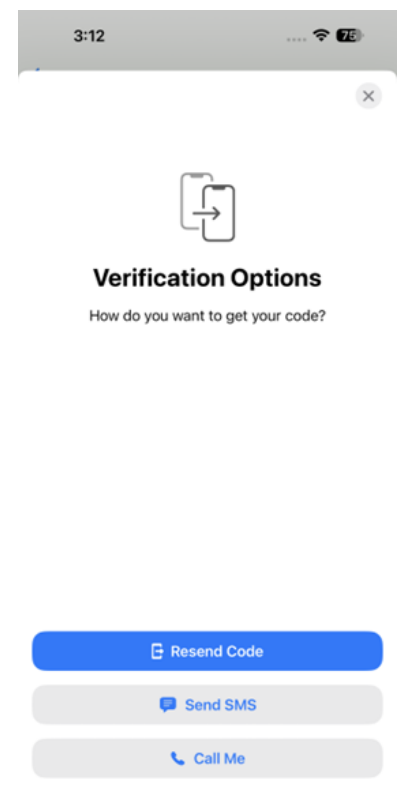 3:12
75
Verification Options
How do you want to get your code?
Resend Code
Send SMS
Call Me